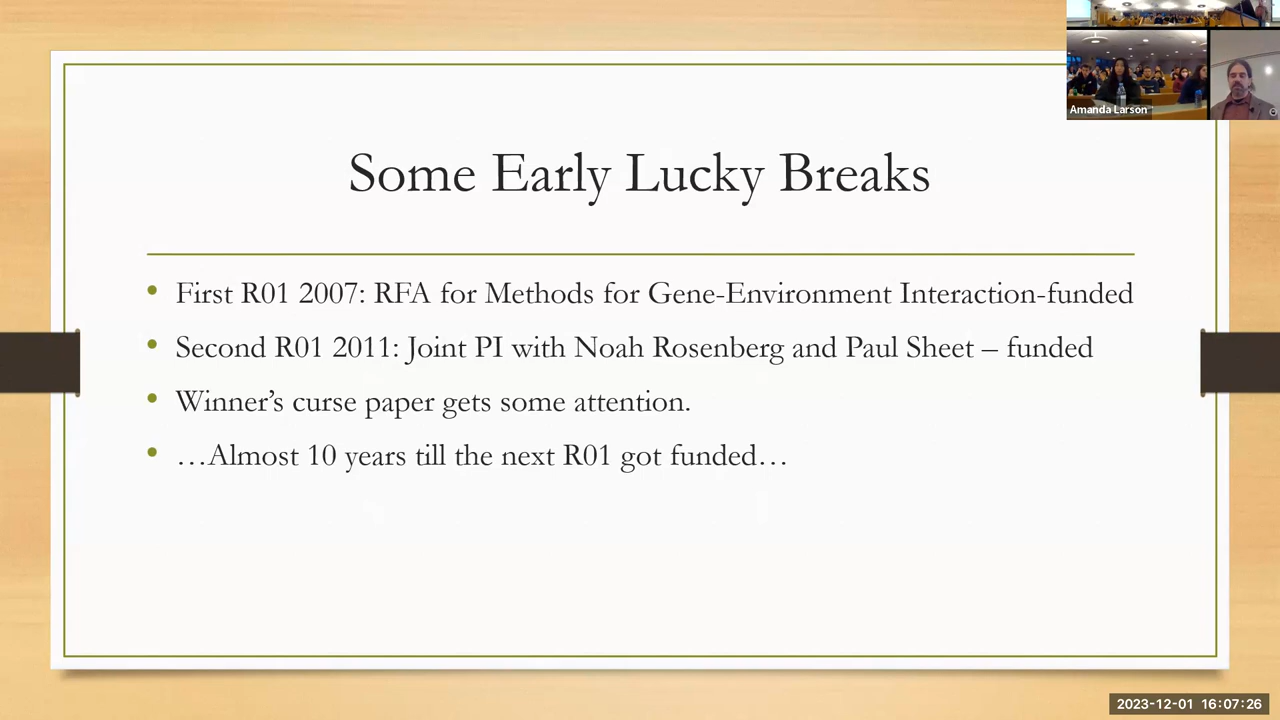 Amanda Larson
Some Early Lucky Breaks
First R01 2007: RFA for Methods for Gene-Environment Interaction-funded
Second R01 2011: Joint PI with Noah Rosenberg and Paul Sheet – funded
Winner’s curse paper gets some attention.
…Almost 10 years till the next R01 got funded…
2023-12-01 16:07:26